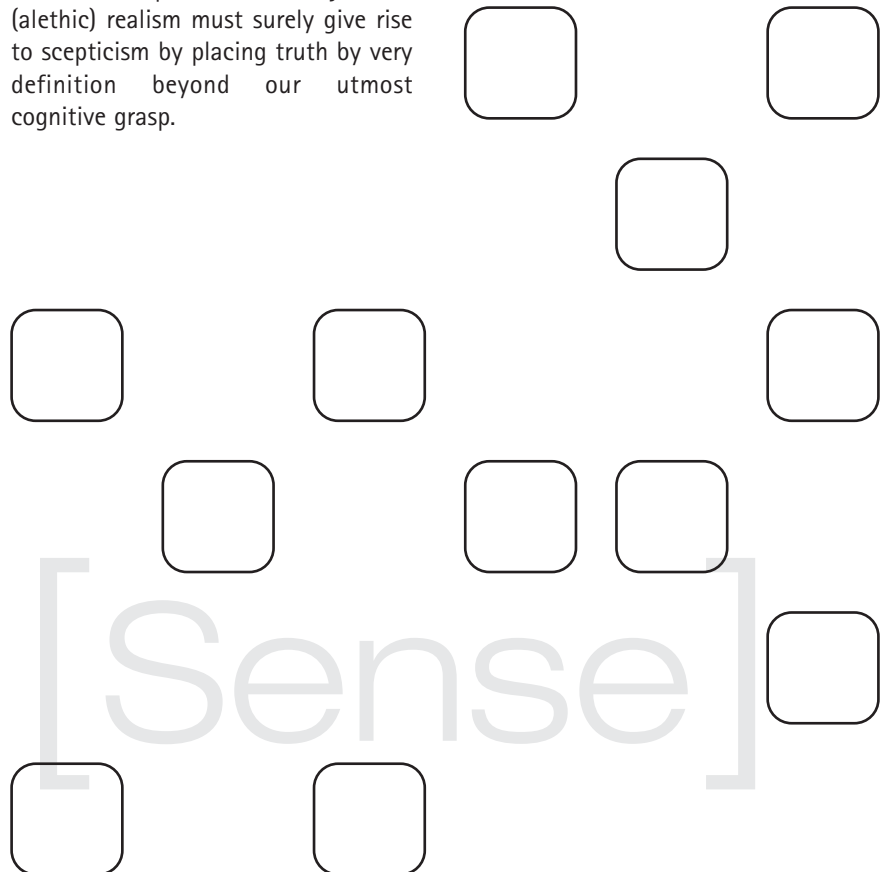 (alethic) realism must surely give rise
to scepticism by placing truth by very
definition beyond our utmost
cognitive grasp.
[Sense]